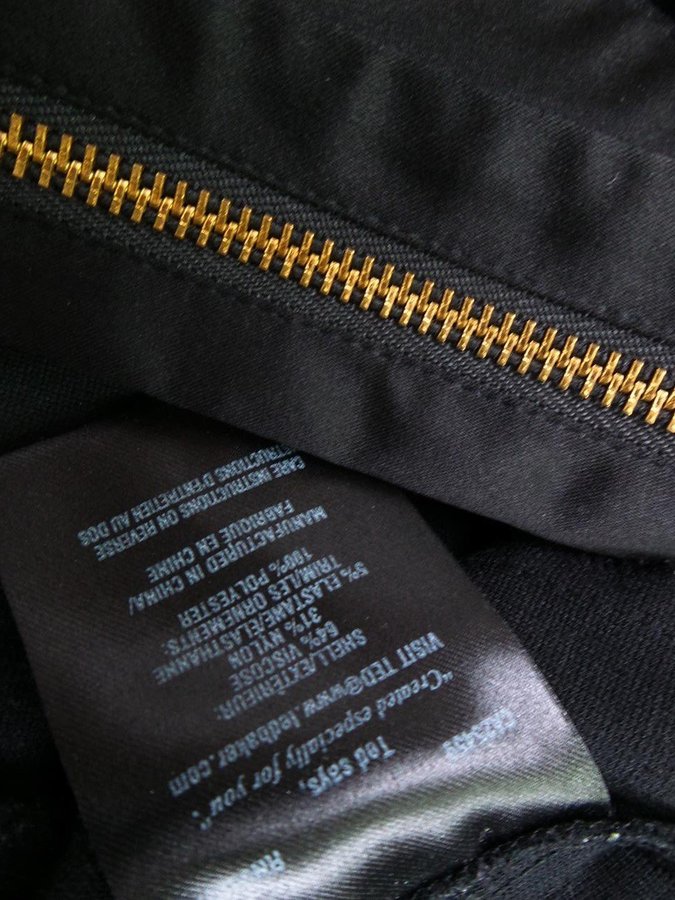 Ted says,
"Created especially for you".
VISIT TED@www.tedbaker.com
SHELL/EXTÉRIEUR:
64% VISCOSE
31% NYLON
5% ELASTANE/ÉLASTHANNE
TRIM/LES ORNEMENTS:
100% POLYESTER
MANUFACTURED IN CHINA/
FABRIQUE EN CHINE
CARE INSTRUCTIONS ON REVERSE
INSTRUCTIONS D'ENTRETIEN AU DOS